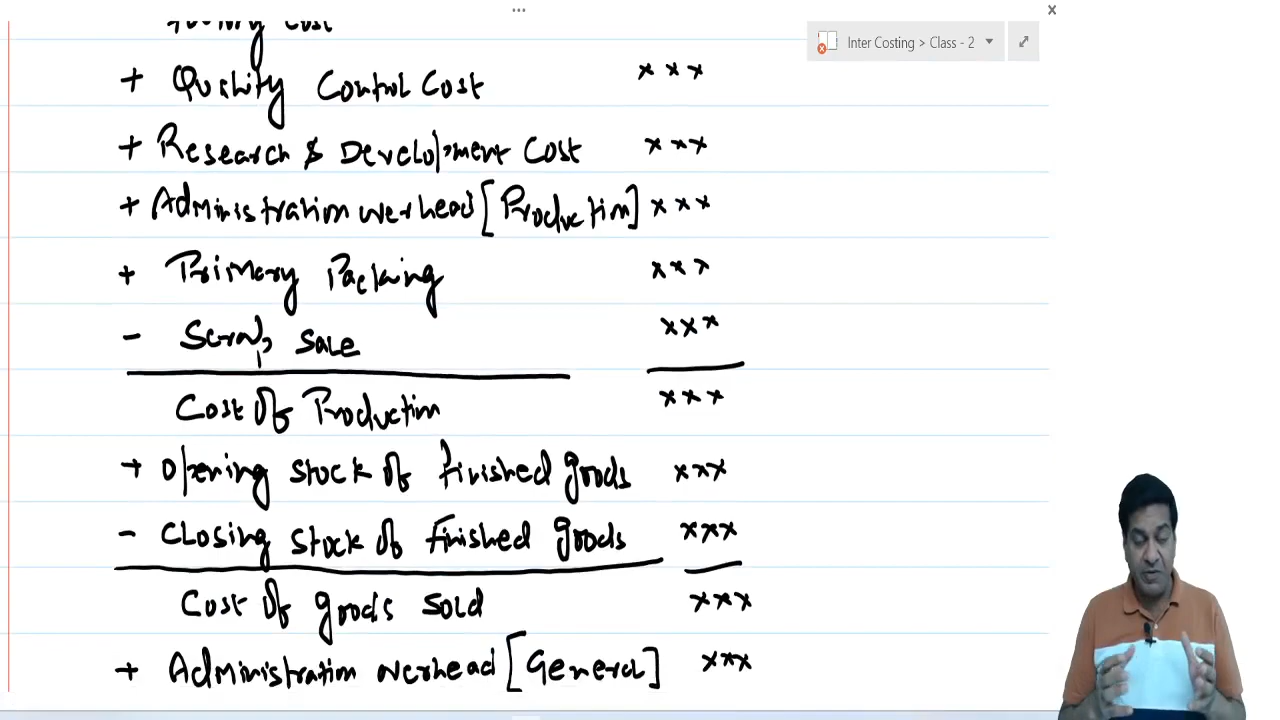 Inter Costing > Class - 2
Factory Cost
+ Quality Control Cost xxx
+ Research & Development Cost xxx
+ Administration overhead [Production] xxx
+ Primary Packing xxx
- Scrap Sale xxx
Cost of Production xxx
+ Opening stock of finished goods xxx
- Closing stock of finished goods xxx
Cost of goods sold xxx
+ Administration overhead [General] xxx